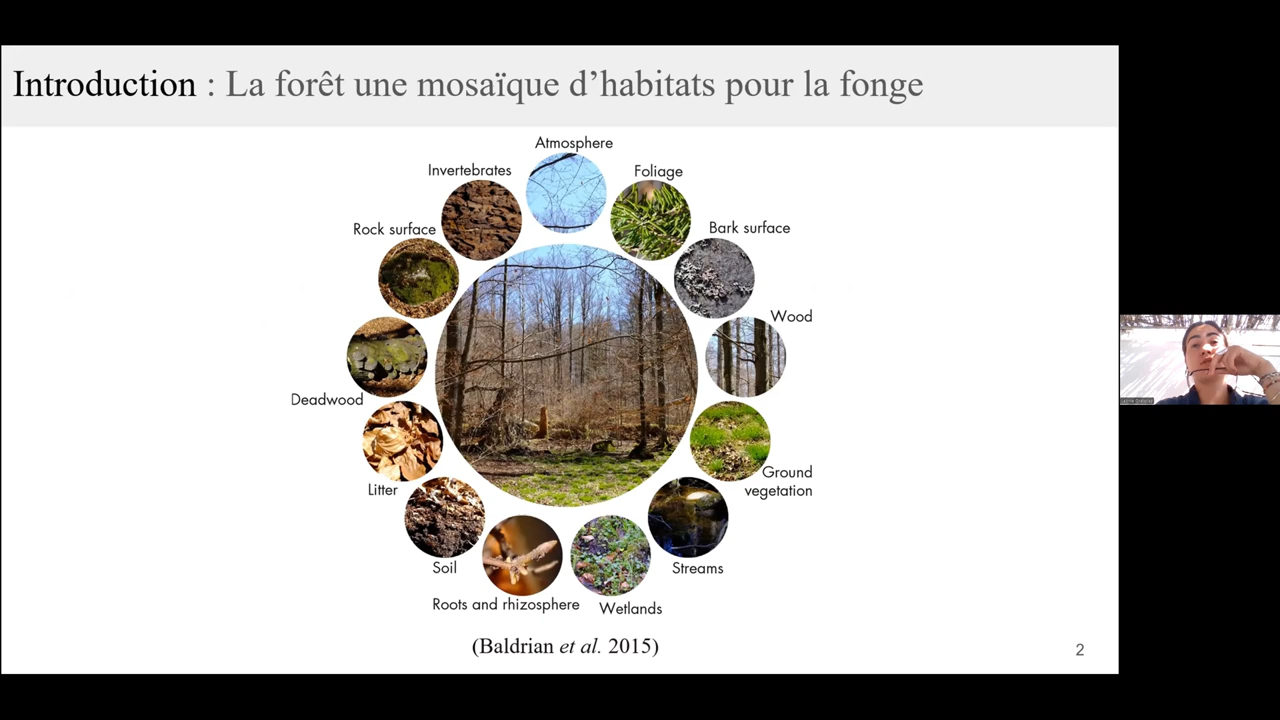 Introduction : La forêt une mosaïque d’habitats pour la fonge
Atmosphere
Invertebrates
Foliage
Rock surface
Bark surface
Wood
Deadwood
Ground
vegetation
Litter
Soil
Streams
Roots and rhizosphere
Wetlands
(Baldrian et al. 2015)
2